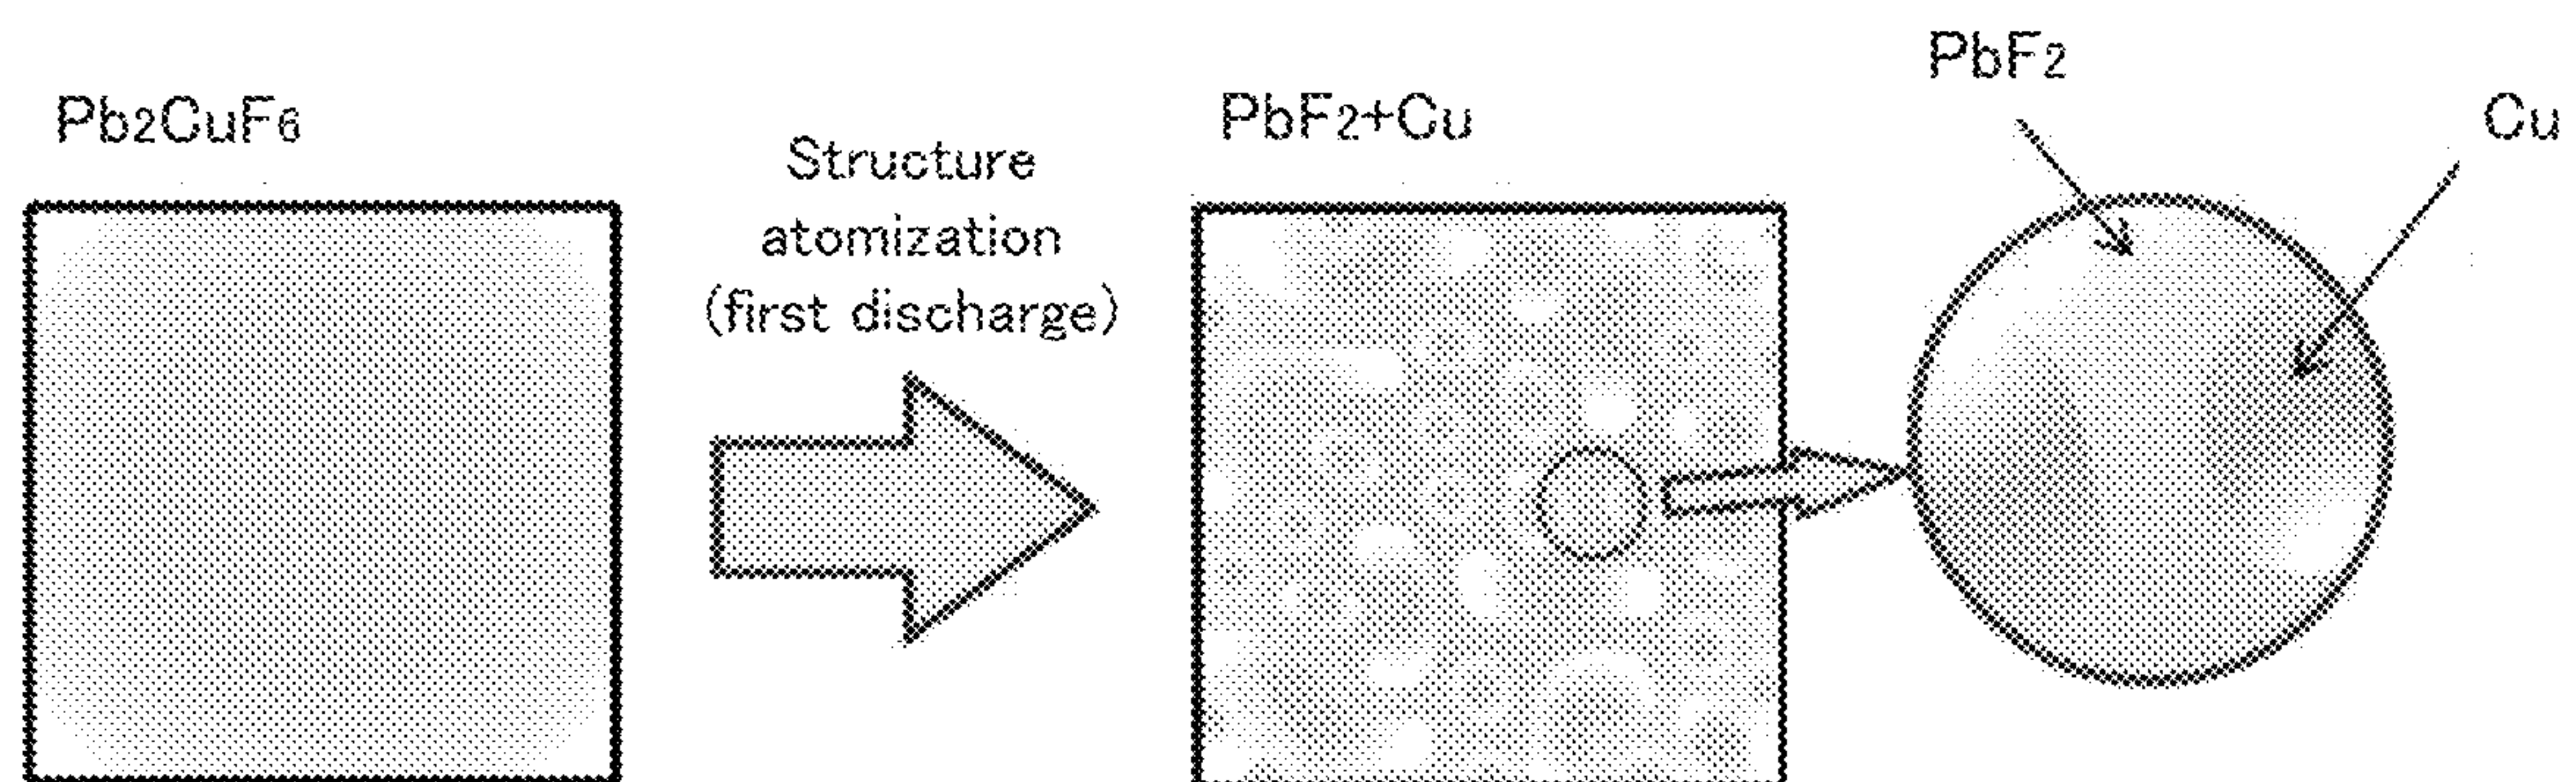 Pb2CuF6
Structure
atomization
(first discharge)
PbF2+Cu
PbF2
Cu